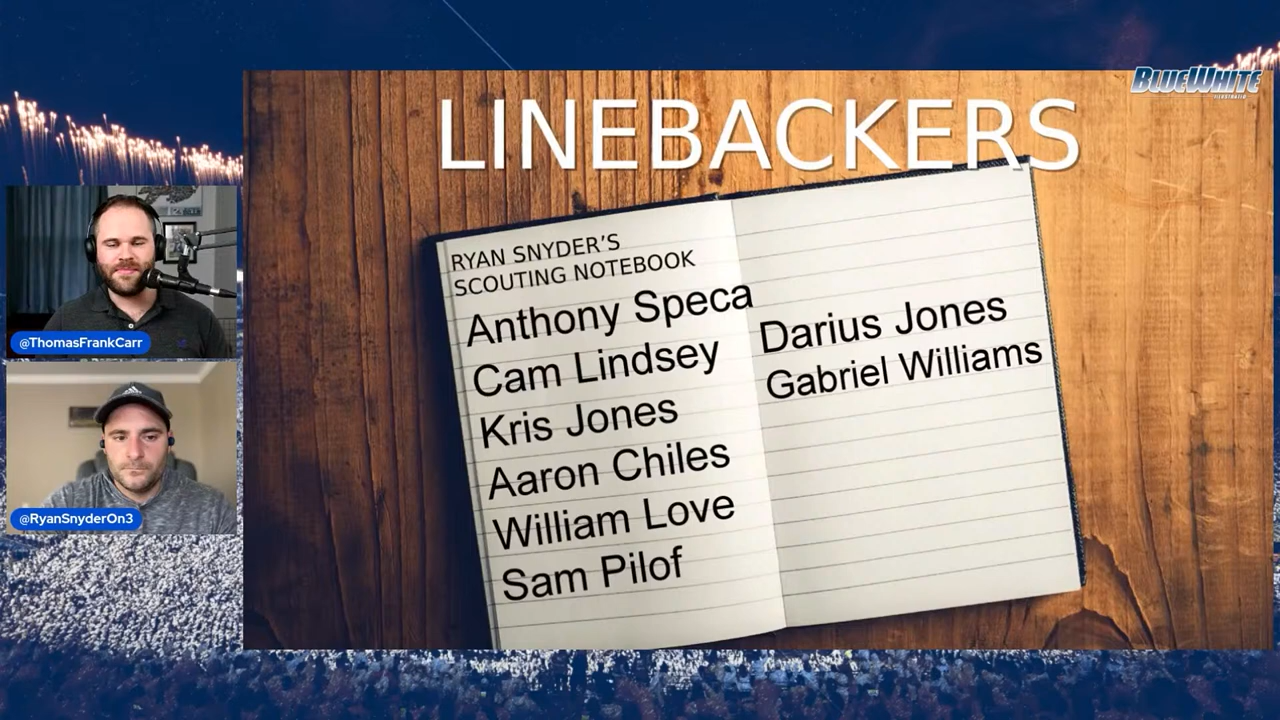 BLUEWHITE
ILLUSTRATED
LINEBACKERS
RYAN SNYDER'S
SCOUTING NOTEBOOK
Anthony Speca
Cam Lindsey
Kris Jones
Aaron Chiles
William Love
Sam Pilof
Darius Jones
Gabriel Williams
@ThomasFrankCarr
@RyanSnyderOn3